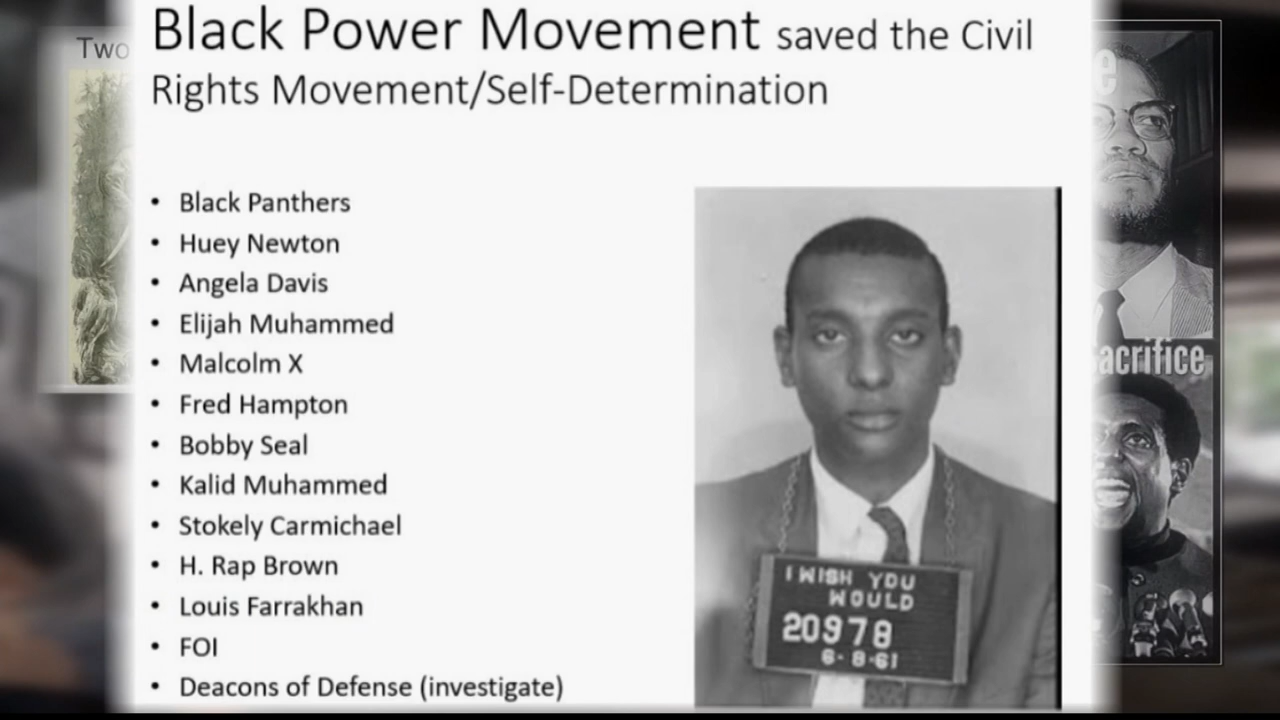 Black Power Movement saved the Civil
Rights Movement/Self-Determination
Two
• Black Panthers
• Huey Newton
• Angela Davis
• Elijah Muhammed
• Malcolm X
• Fred Hampton
• Bobby Seal
• Kalid Muhammed
• Stokely Carmichael
• H. Rap Brown
• Louis Farrakhan
• FOI
• Deacons of Defense (investigate)
I WISH YOU
WOULD
20978
6-8-61
e
acrifice